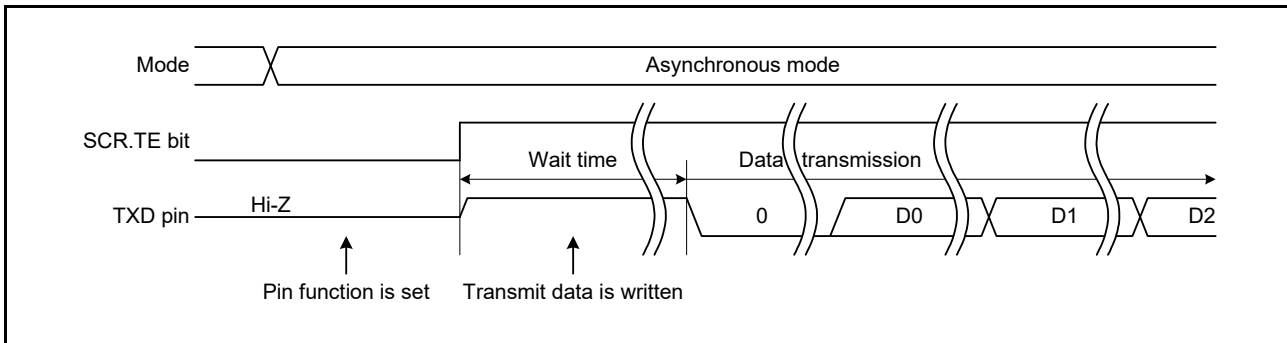 Mode
Asynchronous mode
SCR.TE bit
Wait time
Data transmission
TXD pin
Hi-Z
0
D0
D1
D2
Pin function is set
Transmit data is written